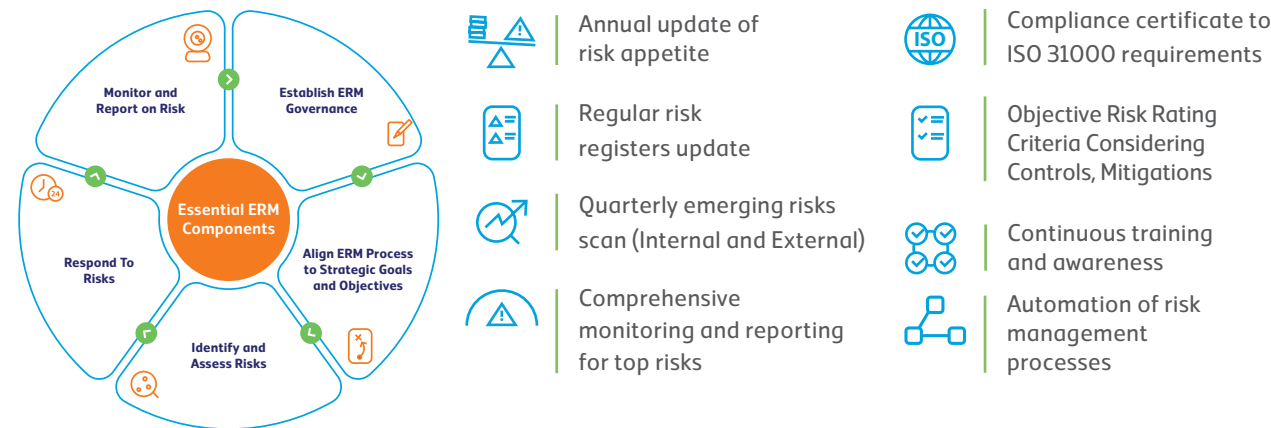 Monitor and
Report on Risk
Establish ERM
Governance
Essential ERM
Components
24
Respond To
Risks
Align ERM Process
to Strategic Goals
and Objectives
Identify and
Assess Risks
Annual update of
risk appetite
Regular risk
registers update
Quarterly emerging risks
scan (Internal and External)
Comprehensive
monitoring and reporting
for top risks
ISO
Compliance certificate to
ISO 31000 requirements
Objective Risk Rating
Criteria Considering
Controls, Mitigations
Continuous training
and awareness
Automation of risk
management
processes